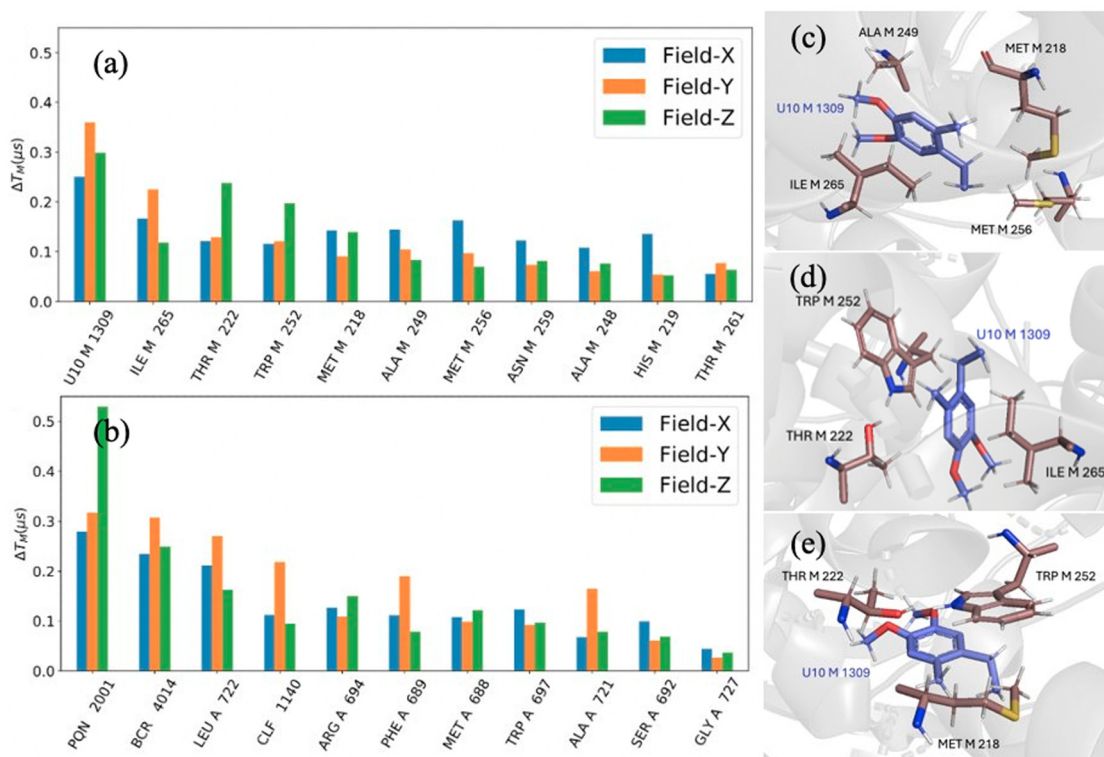 (a)
Field-X
Field-Y
Field-Z
ΔT_M(μs)
0.5
0.4
0.3
0.2
0.1
0.0
U10 M 1309
ILE M 265
THR M 222
TRP M 252
MET M 218
ALA M 249
MET M 256
ASN M 259
ALA M 248
HIS M 219
THR M 261
(b)
Field-X
Field-Y
Field-Z
ΔT_M(μs)
0.5
0.4
0.3
0.2
0.1
0.0
PQN 2001
BCR 4014
LEU A 722
CLF 1140
ARG A 694
PHE A 689
MET A 688
TRP A 697
ALA A 721
SER A 692
GLY A 727
(c)
ALA M 249
MET M 218
U10 M 1309
ILE M 265
MET M 256
(d)
TRP M 252
U10 M 1309
THR M 222
ILE M 265
(e)
THR M 222
TRP M 252
U10 M 1309
MET M 218